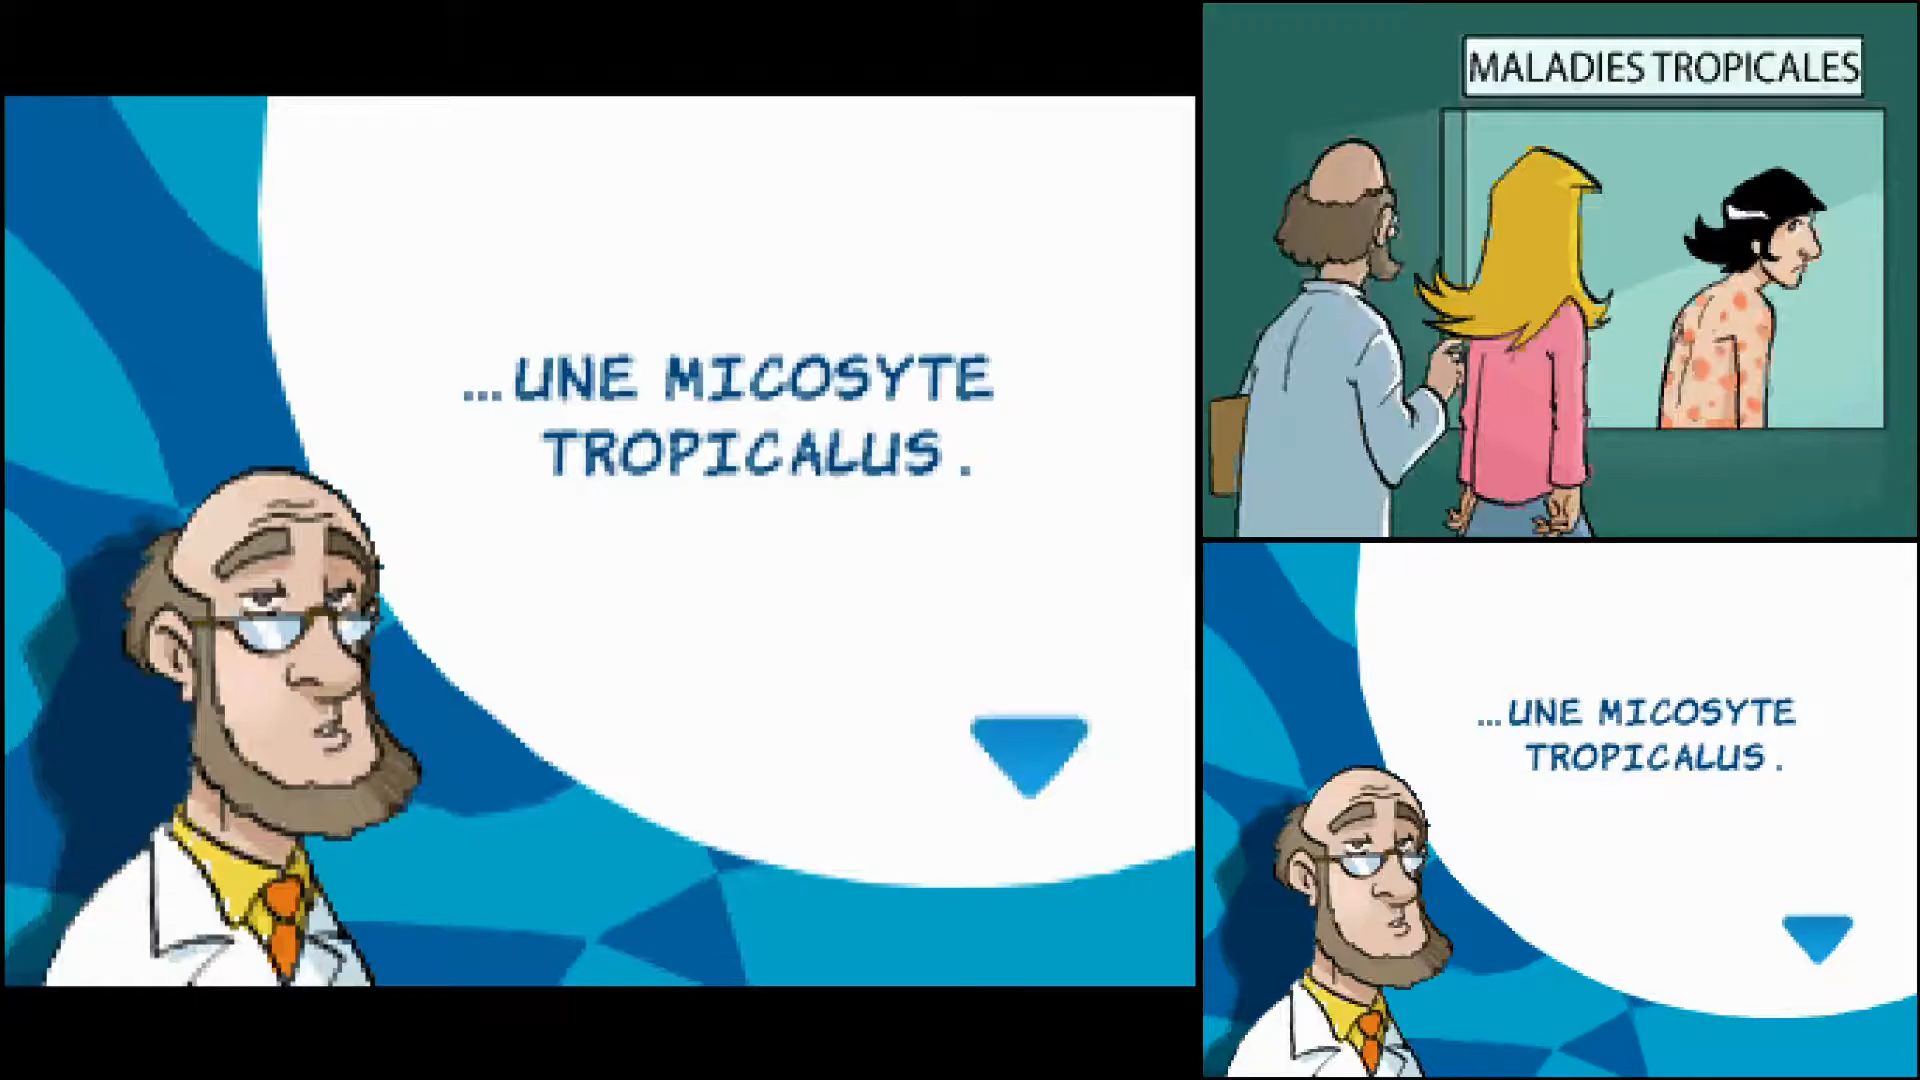 ...UNE MICOSYTE
TROPICALUS.
MALADIES TROPICALES
...UNE MICOSYTE
TROPICALUS.